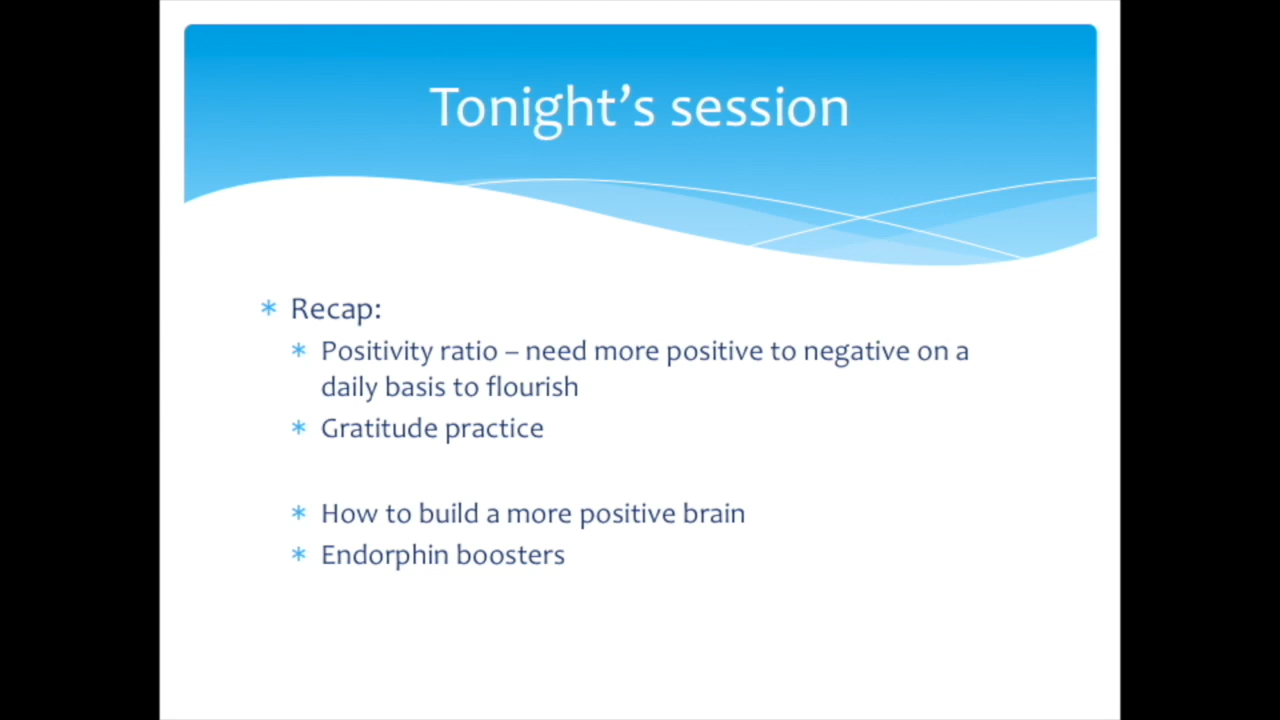 Tonight’s session
* Recap:
* Positivity ratio – need more positive to negative on a
daily basis to flourish
* Gratitude practice
* How to build a more positive brain
* Endorphin boosters